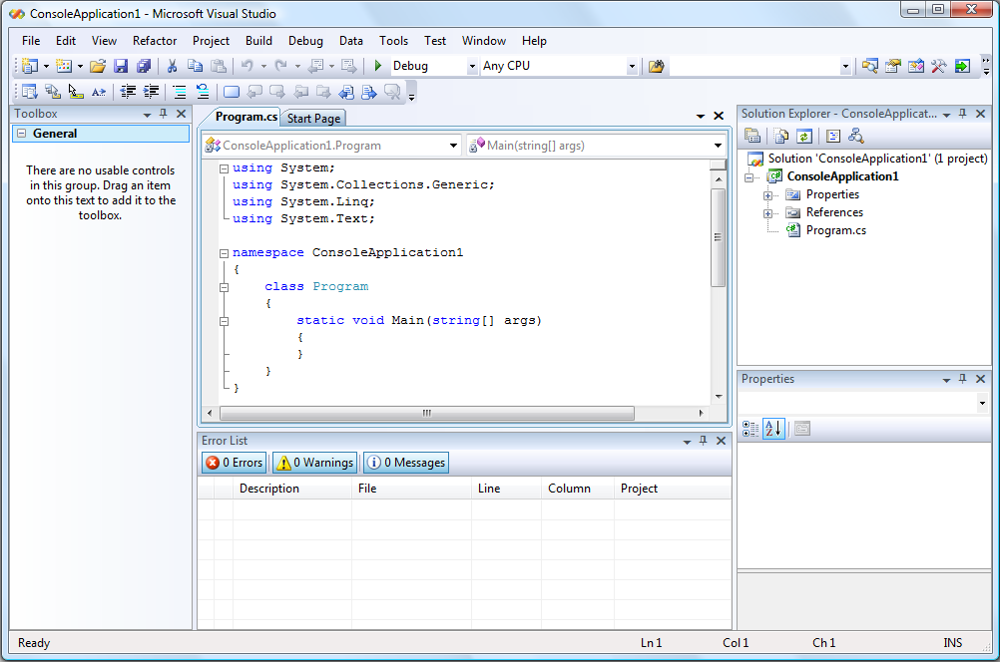 ConsoleApplication1 - Microsoft Visual Studio
File Edit View Refactor Project Build Debug Data Tools Test Window Help
Debug Any CPU
Toolbox
General
There are no usable controls
in this group. Drag an item
onto this text to add it to the
toolbox.
Program.cs Start Page
ConsoleApplication1.Program Main(string[] args)
using System;
using System.Collections.Generic;
using System.Linq;
using System.Text;
namespace ConsoleApplication1
{
class Program
{
static void Main(string[] args)
{
}
}
}
Error List
0 Errors 0 Warnings 0 Messages
Description File Line Column Project
Solution Explorer - ConsoleApplicat...
Solution 'ConsoleApplication1' (1 project)
ConsoleApplication1
Properties
References
Program.cs
Properties
Ready Ln 1 Col 1 Ch 1 INS